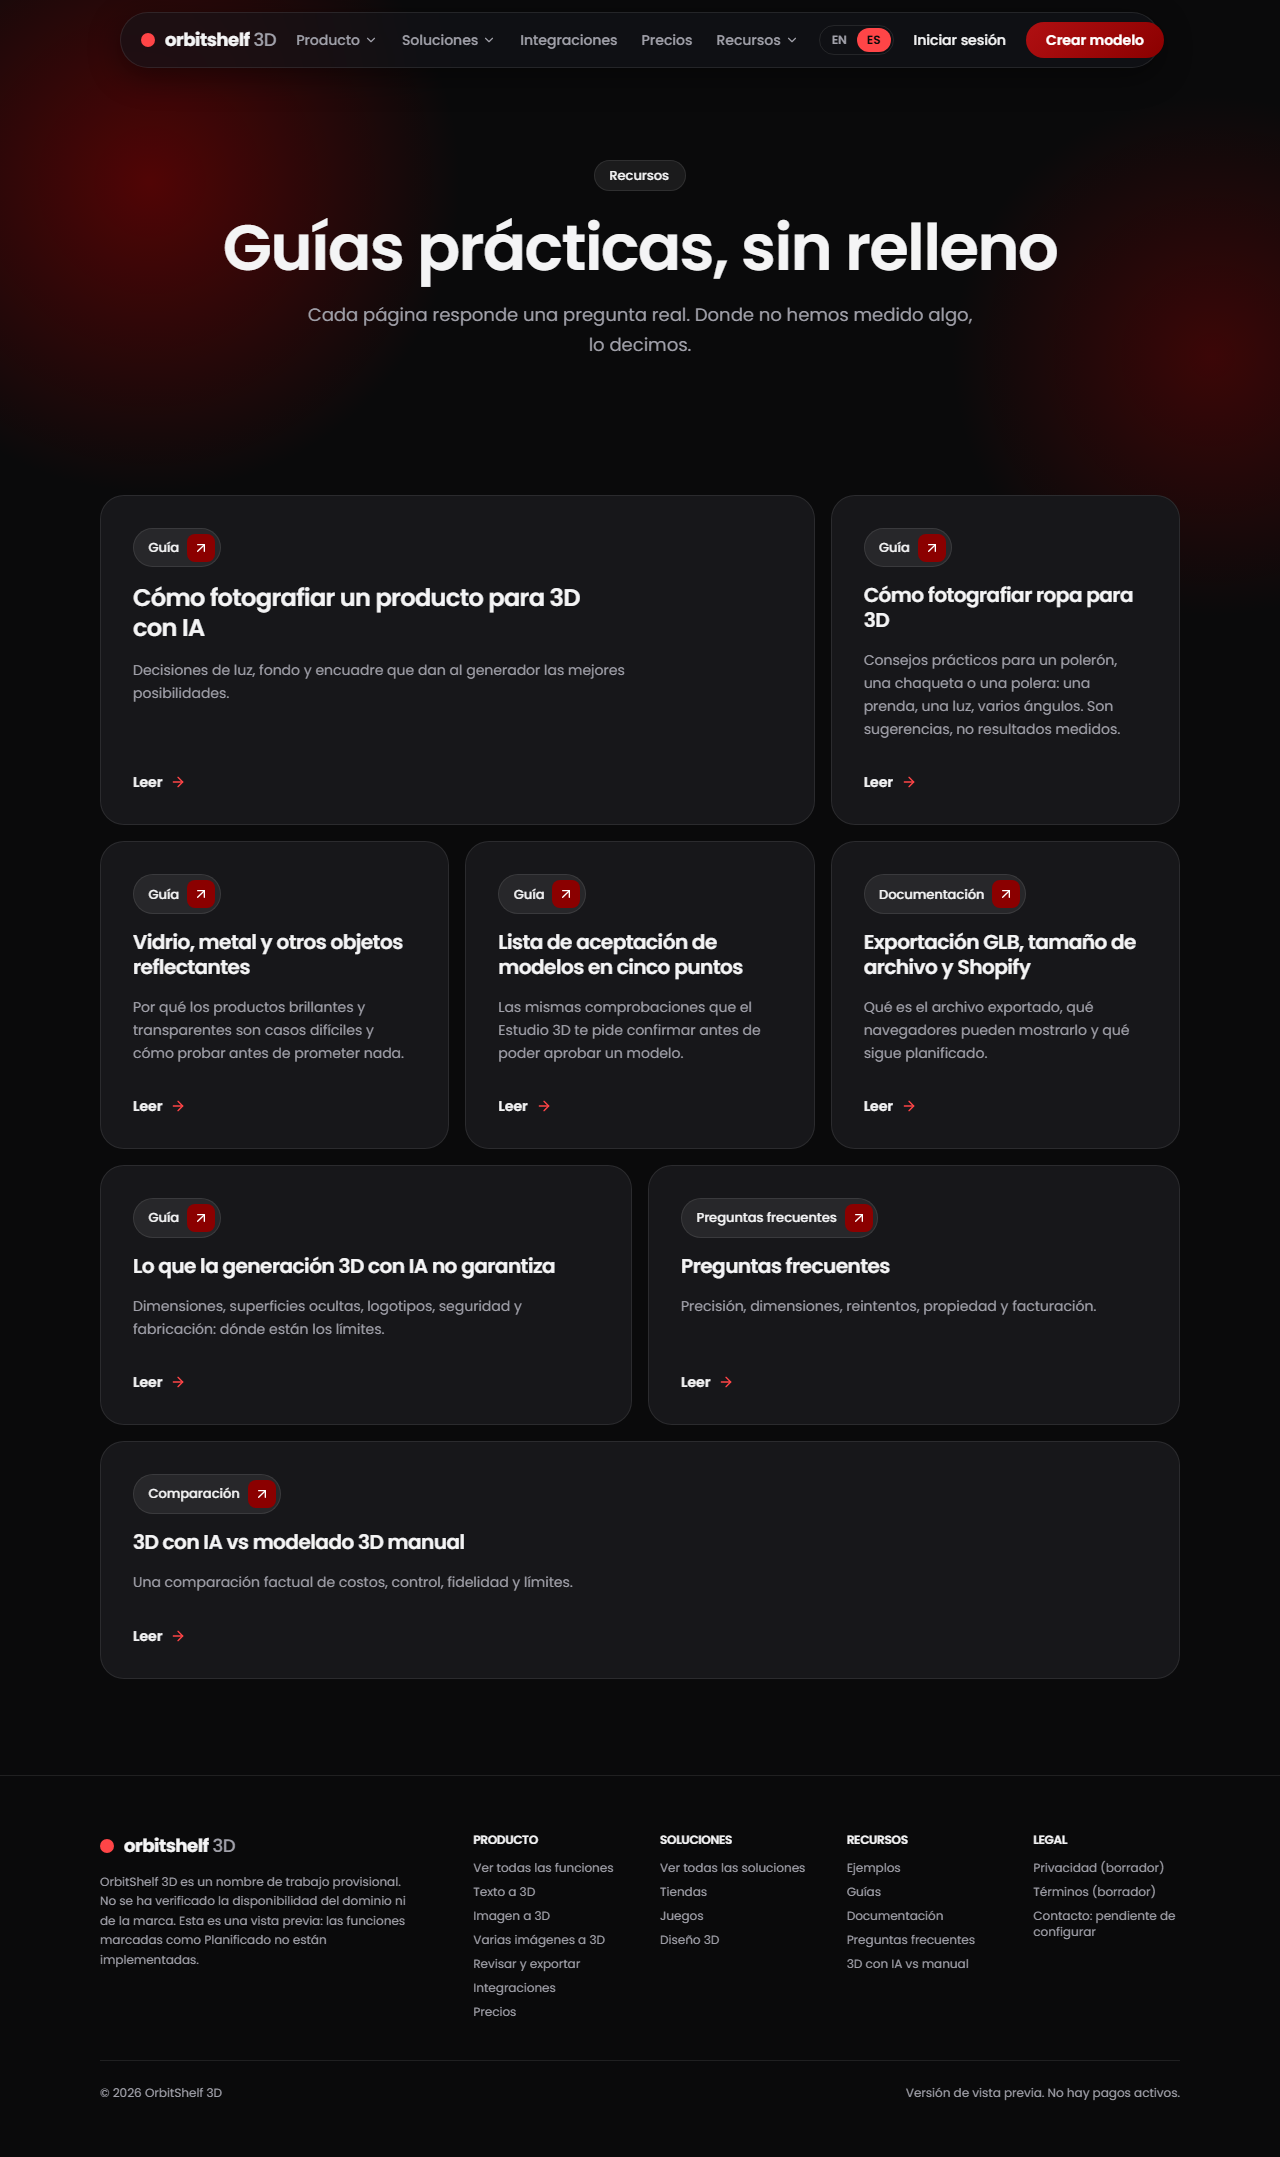 orbitshelf 3D
Producto
Soluciones
Integraciones
Precios
Recursos
EN
ES
Iniciar sesión
Crear modelo
Recursos
Guías prácticas, sin relleno
Cada página responde una pregunta real. Donde no hemos medido algo,
lo decimos.
Guía
Cómo fotografiar un producto para 3D
con IA
Decisiones de luz, fondo y encuadre que dan al generador las mejores
posibilidades.
Leer
Guía
Cómo fotografiar ropa para
3D
Consejos prácticos para un polerón,
una chaqueta o una polera: una
prenda, una luz, varios ángulos. Son
sugerencias, no resultados medidos.
Leer
Guía
Vidrio, metal y otros objetos
reflectantes
Por qué los productos brillantes y
transparentes son casos difíciles y
cómo probar antes de prometer nada.
Leer
Guía
Lista de aceptación de
modelos en cinco puntos
Las mismas comprobaciones que el
Estudio 3D te pide confirmar antes de
poder aprobar un modelo.
Leer
Documentación
Exportación GLB, tamaño de
archivo y Shopify
Qué es el archivo exportado, qué
navegadores pueden mostrarlo y qué
sigue planificado.
Leer
Guía
Lo que la generación 3D con IA no garantiza
Dimensiones, superficies ocultas, logotipos, seguridad y
fabricación: dónde están los límites.
Leer
Preguntas frecuentes
Preguntas frecuentes
Precisión, dimensiones, reintentos, propiedad y facturación.
Leer
Comparación
3D con IA vs modelado 3D manual
Una comparación factual de costos, control, fidelidad y límites.
Leer
orbitshelf 3D
OrbitShelf 3D es un nombre de trabajo provisional.
No se ha verificado la disponibilidad del dominio ni
de la marca. Esta es una vista previa: las funciones
marcadas como Planificado no están
implementadas.
PRODUCTO
Ver todas las funciones
Texto a 3D
Imagen a 3D
Varias imágenes a 3D
Revisar y exportar
Integraciones
Precios
SOLUCIONES
Ver todas las soluciones
Tiendas
Juegos
Diseño 3D
RECURSOS
Ejemplos
Guías
Documentación
Preguntas frecuentes
3D con IA vs manual
LEGAL
Privacidad (borrador)
Términos (borrador)
Contacto: pendiente de
configurar
© 2026 OrbitShelf 3D
Versión de vista previa. No hay pagos activos.